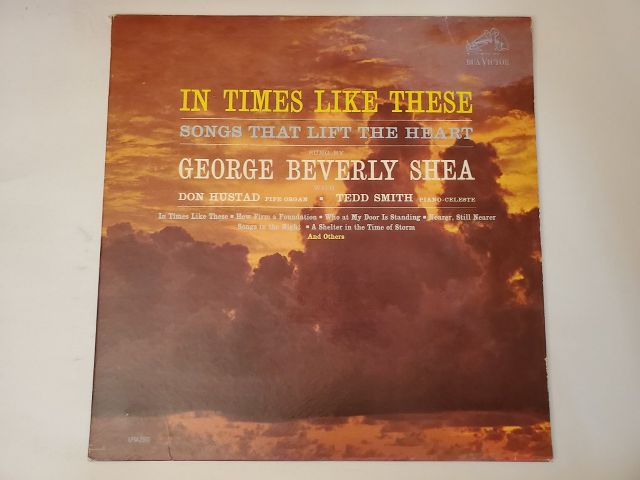 RCA VICTOR
IN TIMES LIKE THESE
SONGS THAT LIFT THE HEART
SUNG BY
GEORGE BEVERLY SHEA
WITH
DON HUSTAD PIPE ORGAN • TEDD SMITH PIANO-CELESTE
In Times Like These • How Firm a Foundation • Who at My Door Is Standing • Nearer, Still Nearer
Songs in the Night • A Shelter in the Time of Storm
And Others